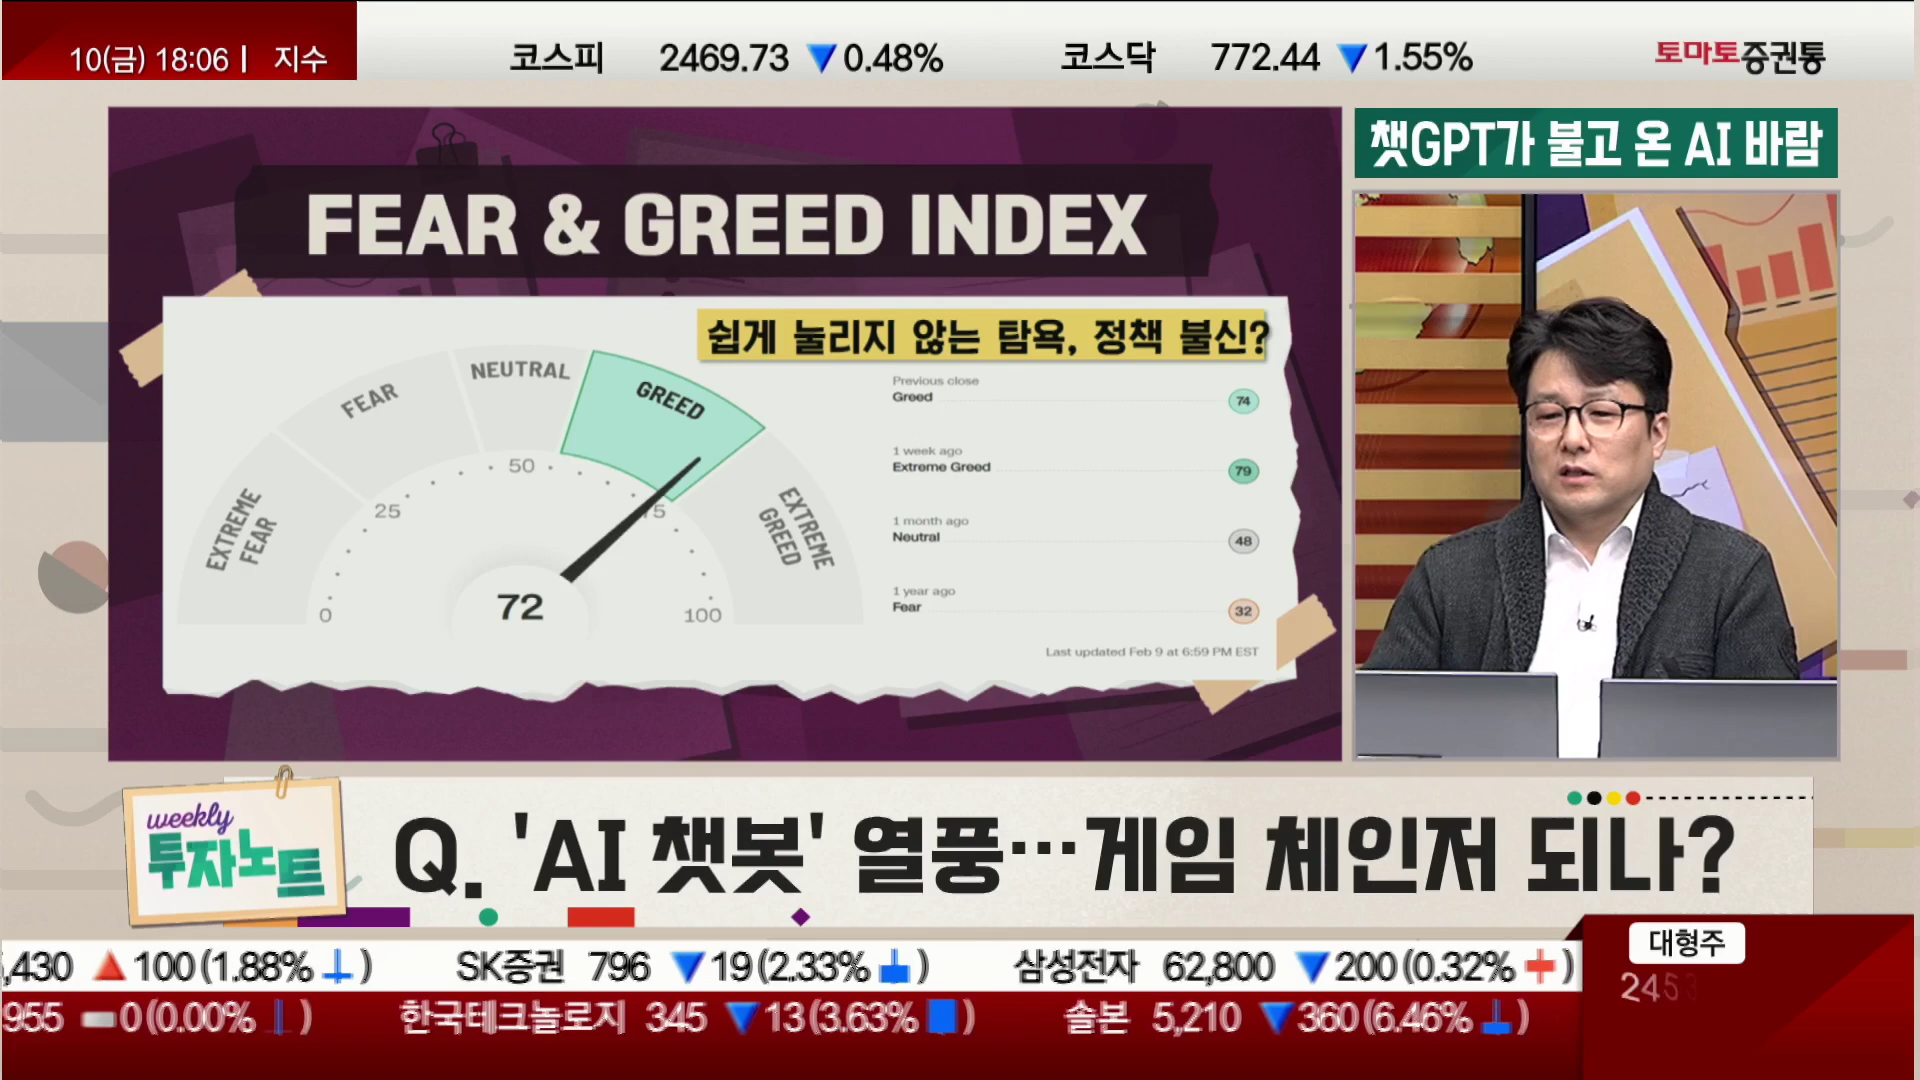 10(금) 18:06 | 지수
코스피 2469.73 ▼0.48%
코스닥 772.44 ▼1.55%
토마토증권통
챗GPT가 불고 온 AI 바람
FEAR & GREED INDEX
쉽게 눌리지 않는 탐욕, 정책 불신?
EXTREME FEAR
FEAR
NEUTRAL
GREED
EXTREME GREED
0
25
50
75
100
72
Previous close
Greed 74
1 week ago
Extreme Greed 79
1 month ago
Neutral 48
1 year ago
Fear 32
Last updated Feb 9 at 6:59 PM EST
weekly
투자노트
Q. 'AI 챗봇' 열풍…게임 체인저 되나?
,430 ▲100(1.88%) SK증권 796 ▼19(2.33%) 삼성전자 62,800 ▼200(0.32%)
955 0(0.00%) 한국테크놀로지 345 ▼13(3.63%) 솔본 5,210 ▼360(6.46%)
대형주